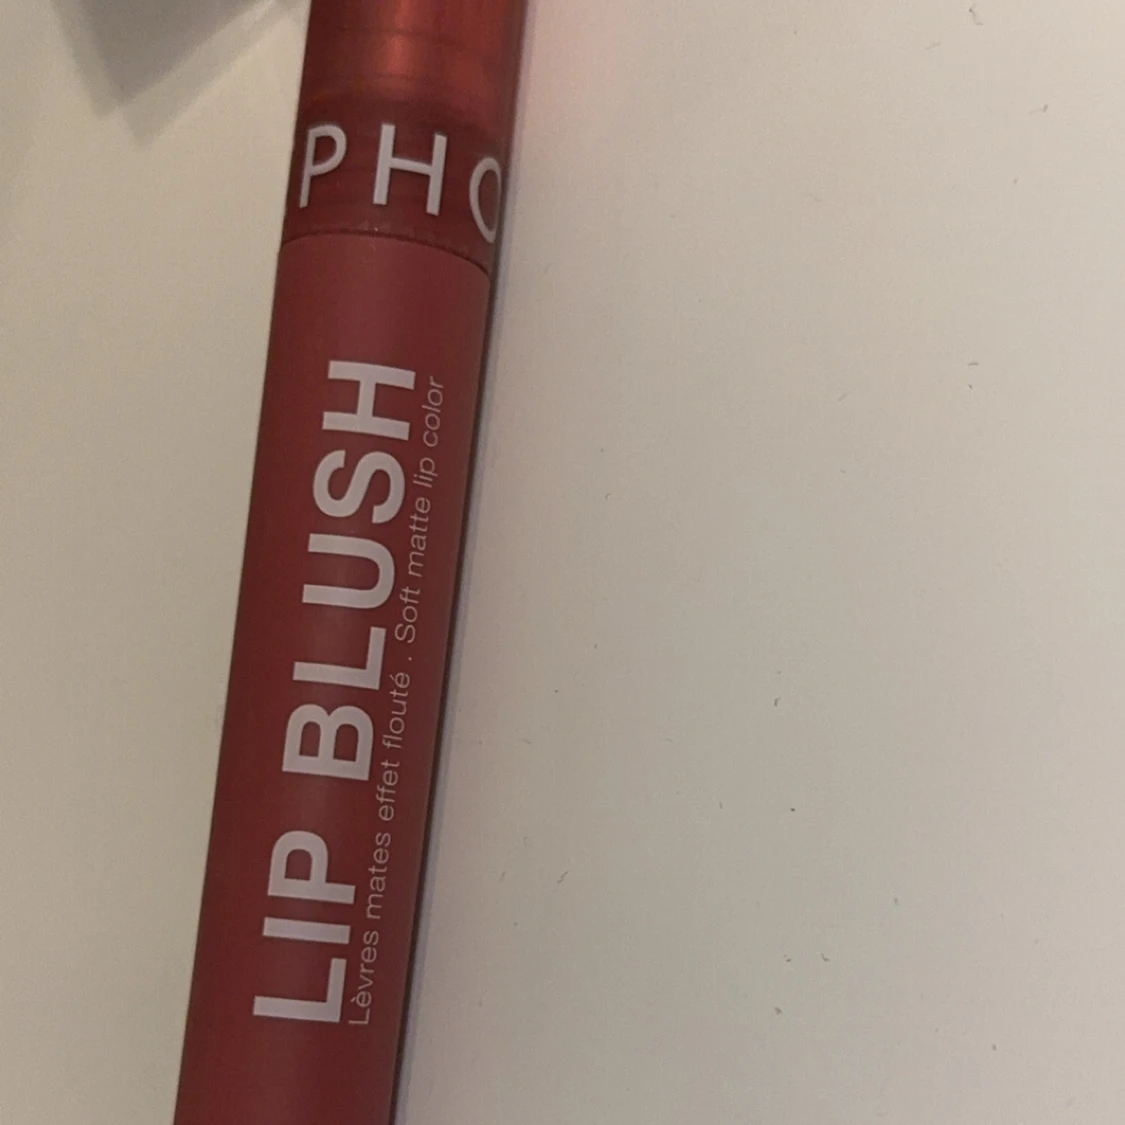 PHO
LIP BLUSH
Lèvres mates effet flouté . Soft matte lip color